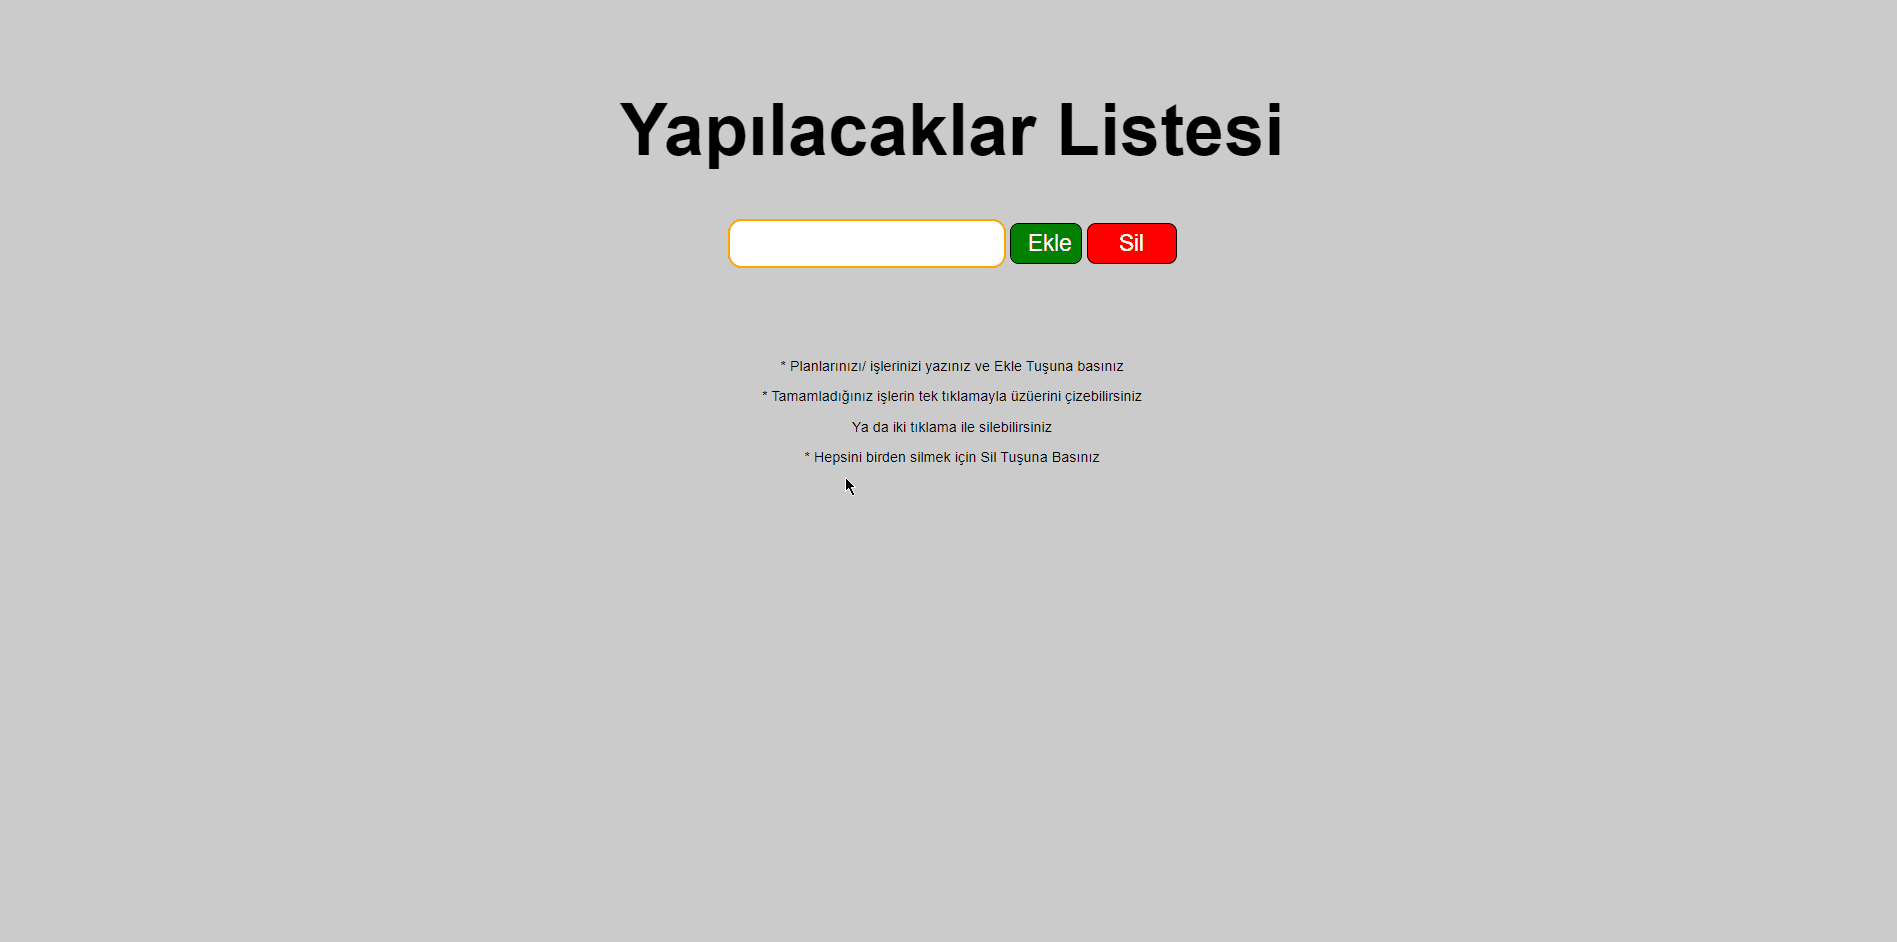 Yapılacaklar Listesi
Ekle Sil
* Planlarınızı/ işlerinizi yazınız ve Ekle Tuşuna basınız
* Tamamladığınız işlerin tek tıklamayla üzüerini çizebilirsiniz
Ya da iki tıklama ile silebilirsiniz
* Hepsini birden silmek için Sil Tuşuna Basınız